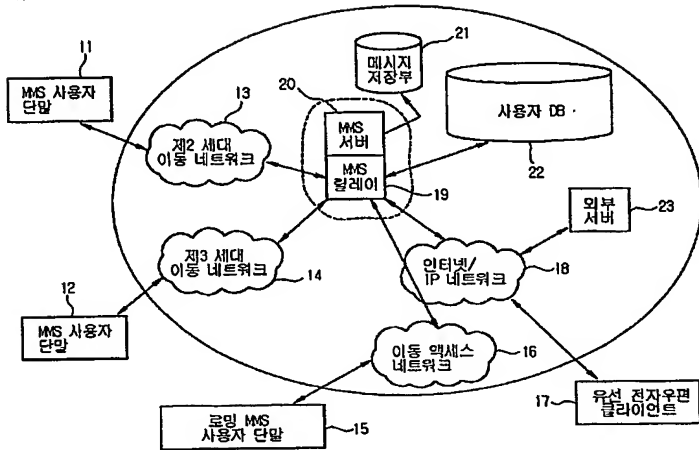 11
MMS 사용자
단말
13
제2 세대
이동 네트워크
20
MMS
서버
MMS
릴레이
19
21
메시지
저장부
사용자 DB
22
외부
서버
23
12
MMS 사용자
단말
제3 세대
이동 네트워크
14
인터넷/
IP 네트워크
18
이동 액세스
네트워크
16
로밍 MMS
사용자 단말
15
17
유선 전자우편
클라이언트